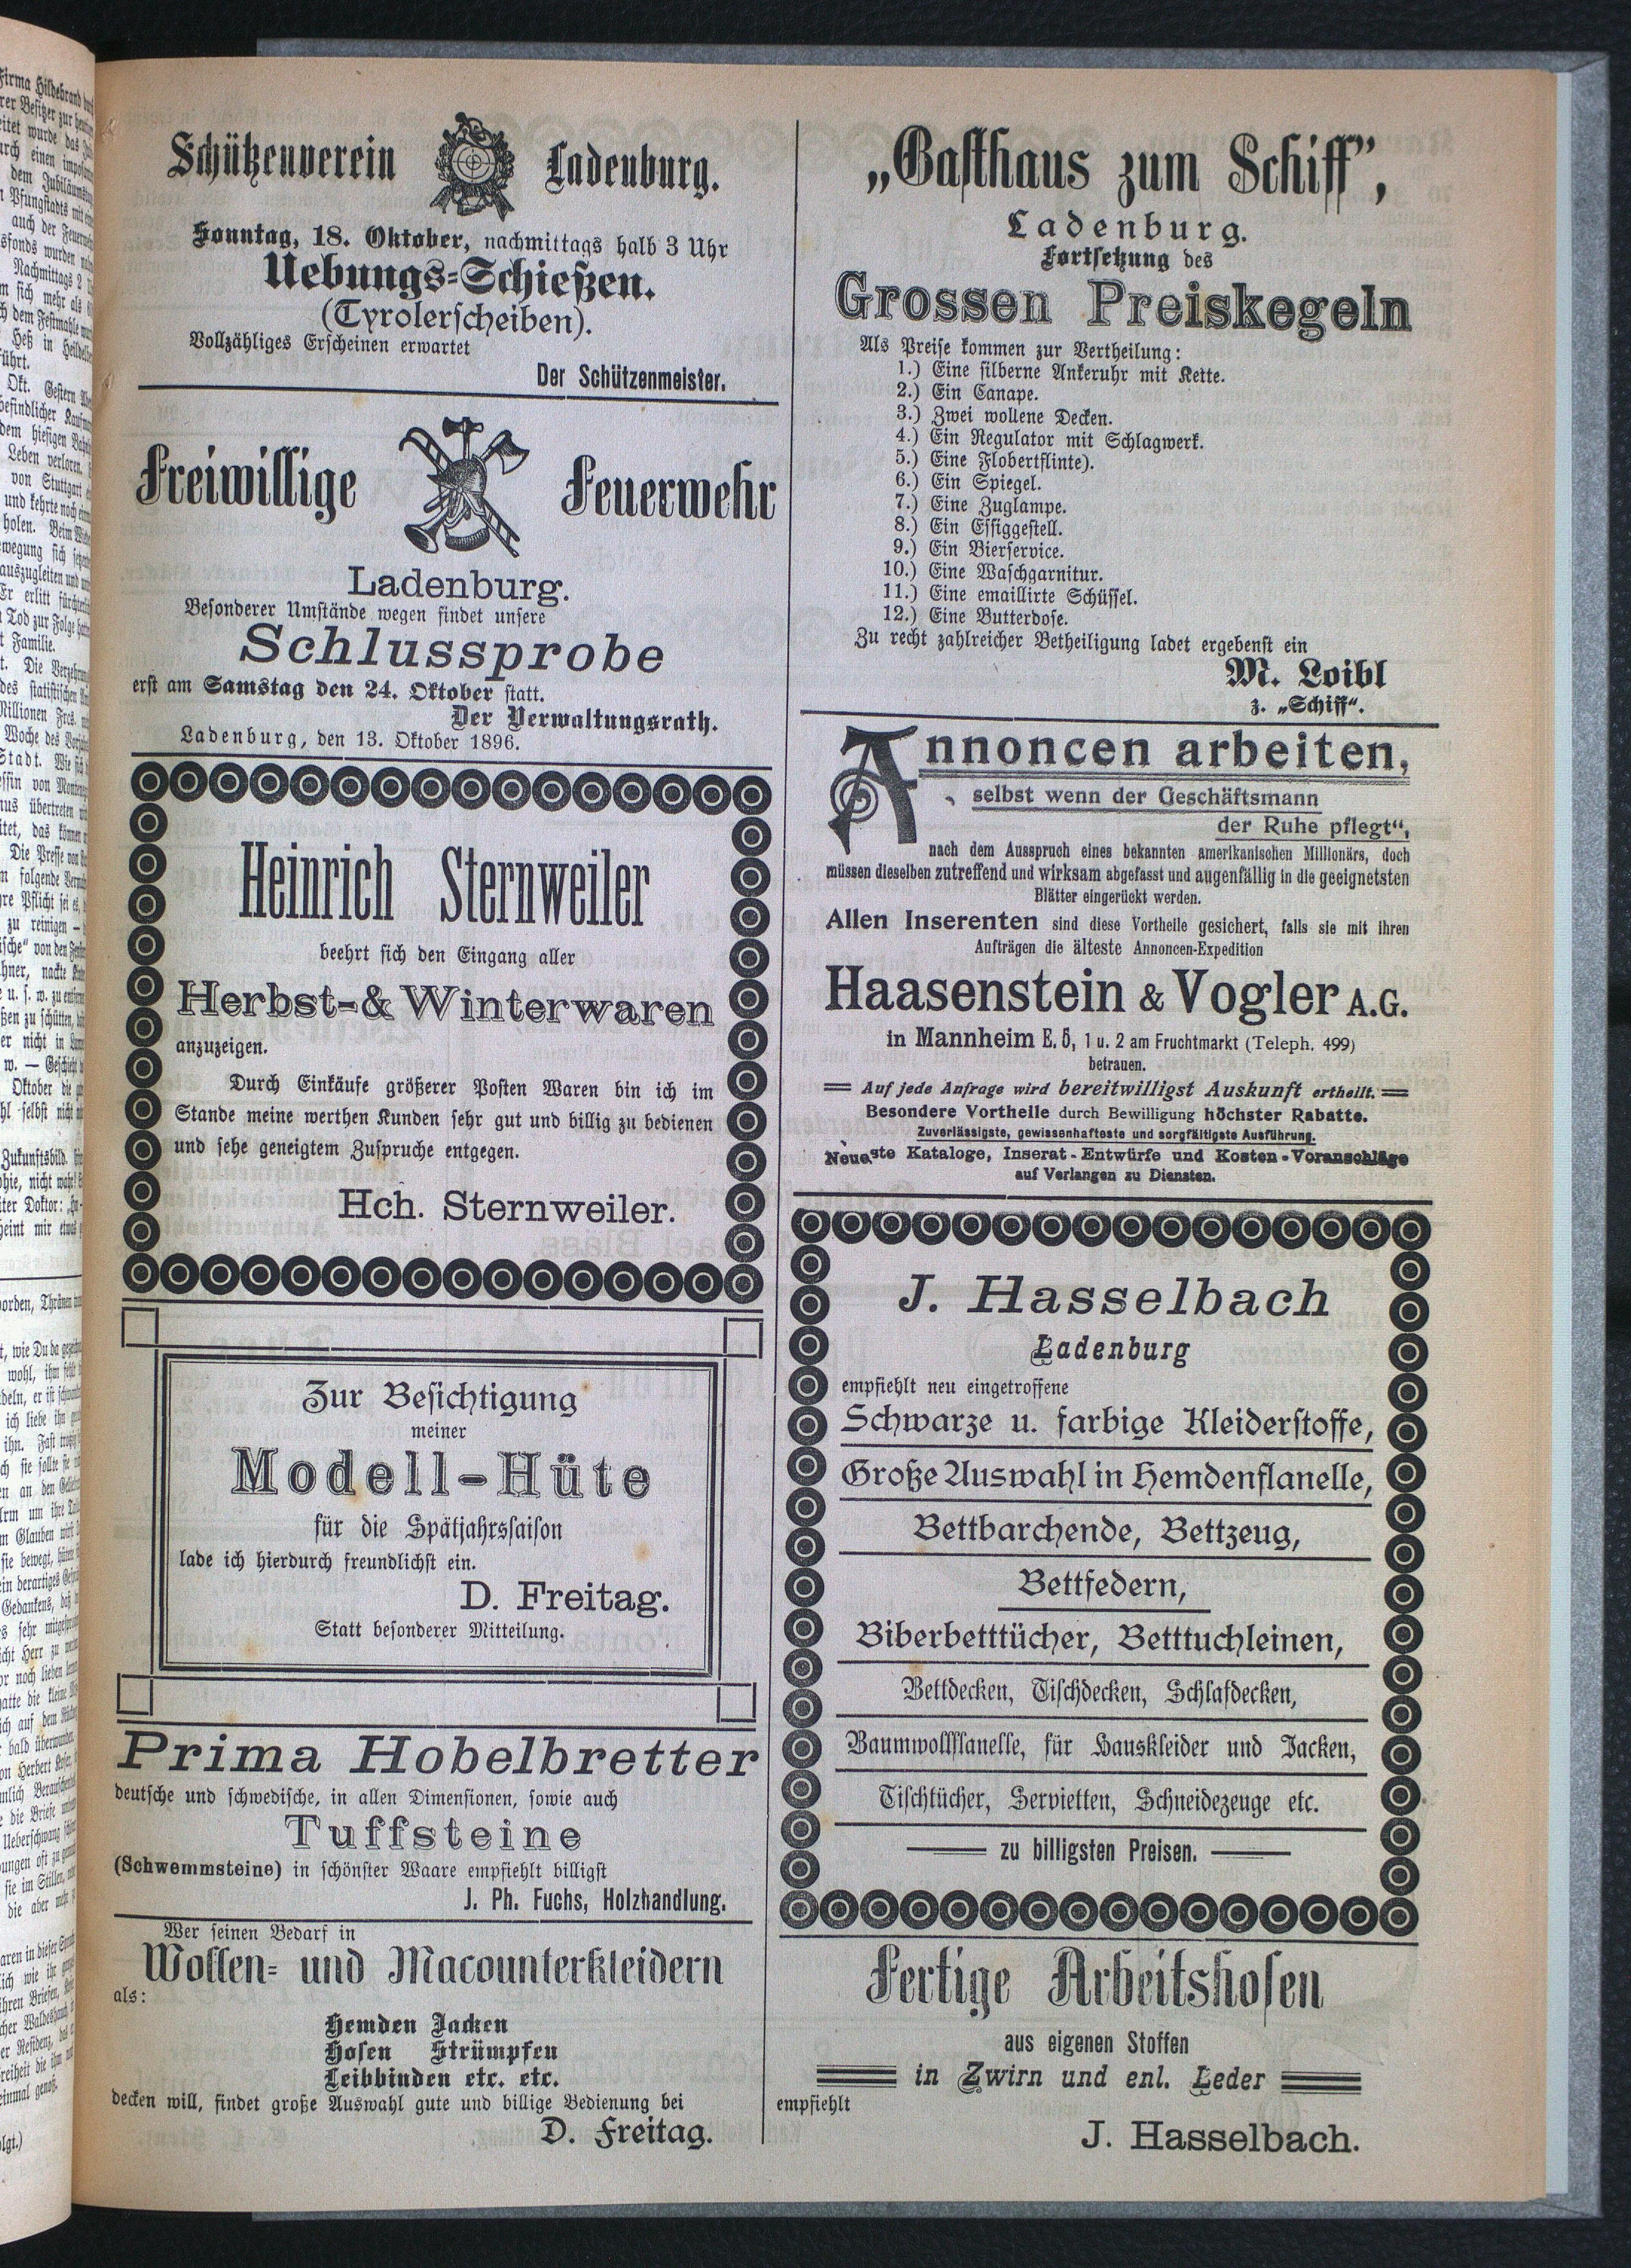 Schützenverein Ladenburg.
Sonntag, 18. Oktober, nachmittags halb 3 Uhr
Uebungs-Schießen.
(Tyrolerscheiben).
Vollzähliges Erscheinen erwartet
Der Schützenmeister.
Freiwillige Feuerwehr
Ladenburg.
Besonderer Umstände wegen findet unsere
Schlussprobe
erst am Samstag den 24. Oktober statt.
Der Verwaltungsrath.
Ladenburg, den 13. Oktober 1896.
Heinrich Sternweiler
beehrt sich den Eingang aller
Herbst-& Winterwaren
anzuzeigen.
Durch Einkäufe größerer Posten Waren bin ich im
Stande meine werthen Kunden sehr gut und billig zu bedienen
und sehe geneigtem Zuspruche entgegen.
Hch. Sternweiler.
Zur Besichtigung
meiner
Modell-Hüte
für die Spätjahrssaison
lade ich hierdurch freundlichst ein.
D. Freitag.
Statt besonderer Mitteilung.
Prima Hobelbretter
deutsche und schwedische, in allen Dimensionen, sowie auch
Tuffsteine
(Schwemmsteine) in schönster Waare empfiehlt billigst
J. Ph. Fuchs, Holzhandlung.
Wer seinen Bedarf in
Wollen- und Macounterkleidern
als:
Hemden Jacken
Hosen Strümpfen
Leibbinden etc. etc.
decken will, findet große Auswahl gute und billige Bedienung bei
D. Freitag.
„Gasthaus zum Schiff",
Ladenburg.
Fortsetzung des
Grossen Preiskegeln
Als Preise kommen zur Vertheilung:
1.) Eine silberne Ankeruhr mit Kette.
2.) Ein Canape.
3.) Zwei wollene Decken.
4.) Ein Regulator mit Schlagwerk.
5.) Eine Flobertflinte).
6.) Ein Spiegel.
7.) Eine Zuglampe.
8.) Ein Essiggestell.
9.) Ein Bierservice.
10.) Eine Waschgarnitur.
11.) Eine emaillirte Schüssel.
12.) Eine Butterdose.
Zu recht zahlreicher Betheiligung ladet ergebenst ein
M. Loibl
z. „Schiff".
Annoncen arbeiten,
selbst wenn der Geschäftsmann
der Ruhe pflegt“,
nach dem Ausspruch eines bekannten amerikanischen Millionärs, doch
müssen dieselben zutreffend und wirksam abgefasst und augenfällig in die geeignetsten
Blätter eingerückt werden.
Allen Inserenten sind diese Vortheile gesichert, falls sie mit ihren
Aufträgen die älteste Annoncen-Expedition
Haasenstein & Vogler A.G.
in Mannheim E. 5, 1 u. 2 am Fruchtmarkt (Teleph. 499)
betrauen.
Auf jede Anfrage wird bereitwilligst Auskunft ertheilt.
Besondere Vortheile durch Bewilligung höchster Rabatte.
Zuverlässigste, gewissenhafteste und sorgfältigste Ausführung.
Neueste Kataloge, Inserat-Entwürfe und Kosten-Voranschläge
auf Verlangen zu Diensten.
J. Hasselbach
Ladenburg
empfiehlt neu eingetroffene
Schwarze u. farbige Kleiderstoffe,
Große Auswahl in Hemdenflanelle,
Bettbarchende, Bettzeug,
Bettfedern,
Biberbetttücher, Betttuchleinen,
Bettdecken, Tischdecken, Schlafdecken,
Baumwollflanelle, für Hauskleider und Jacken,
Tischtücher, Servietten, Schneidezeuge etc.
zu billigsten Preisen.
Fertige Arbeitshosen
aus eigenen Stoffen
in Zwirn und enl. Leder
empfiehlt
J. Hasselbach.